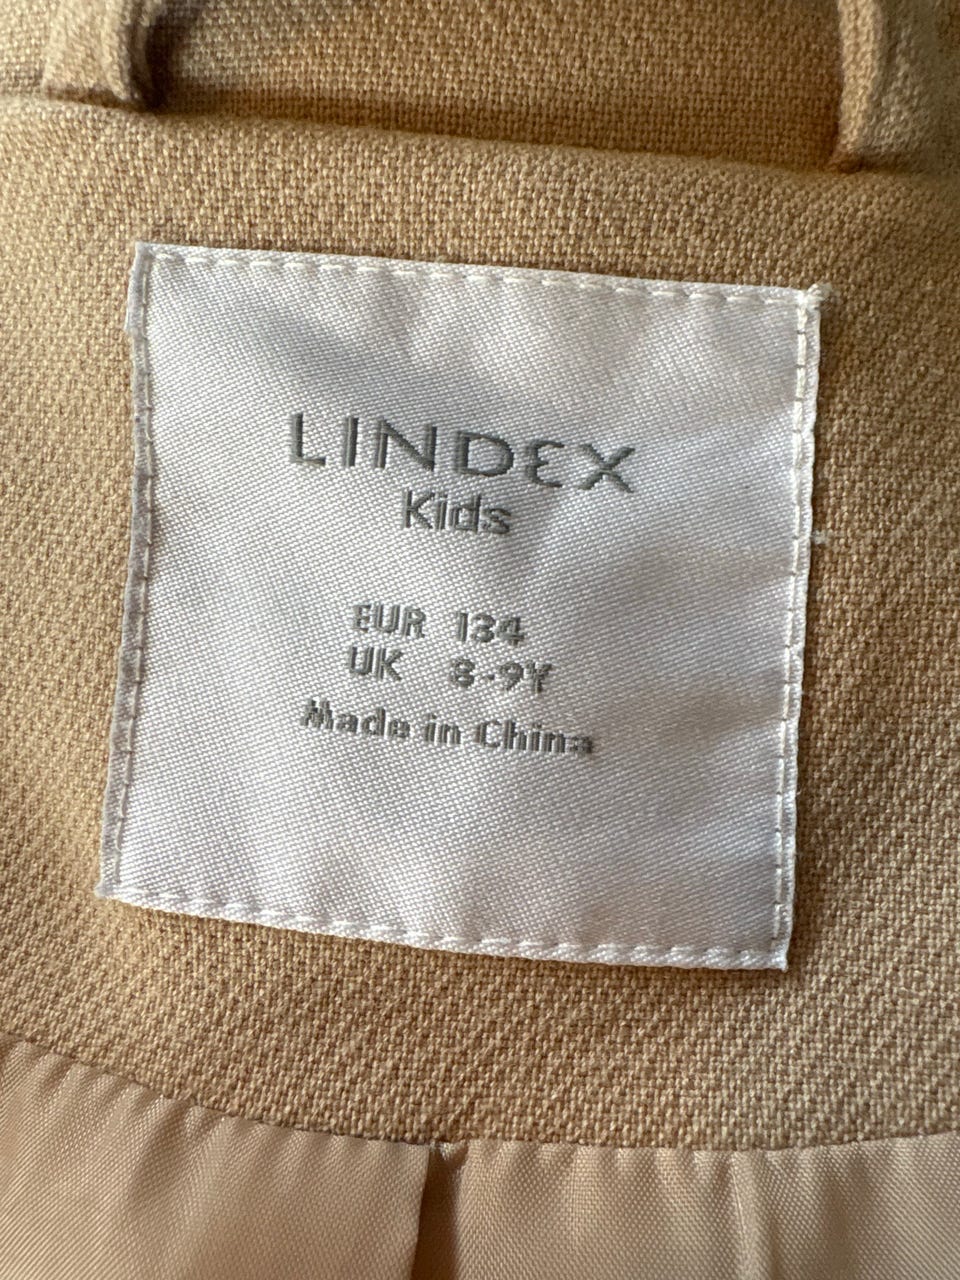 LINDEX
Kids
EUR 134
UK 8-9Y
Made in China